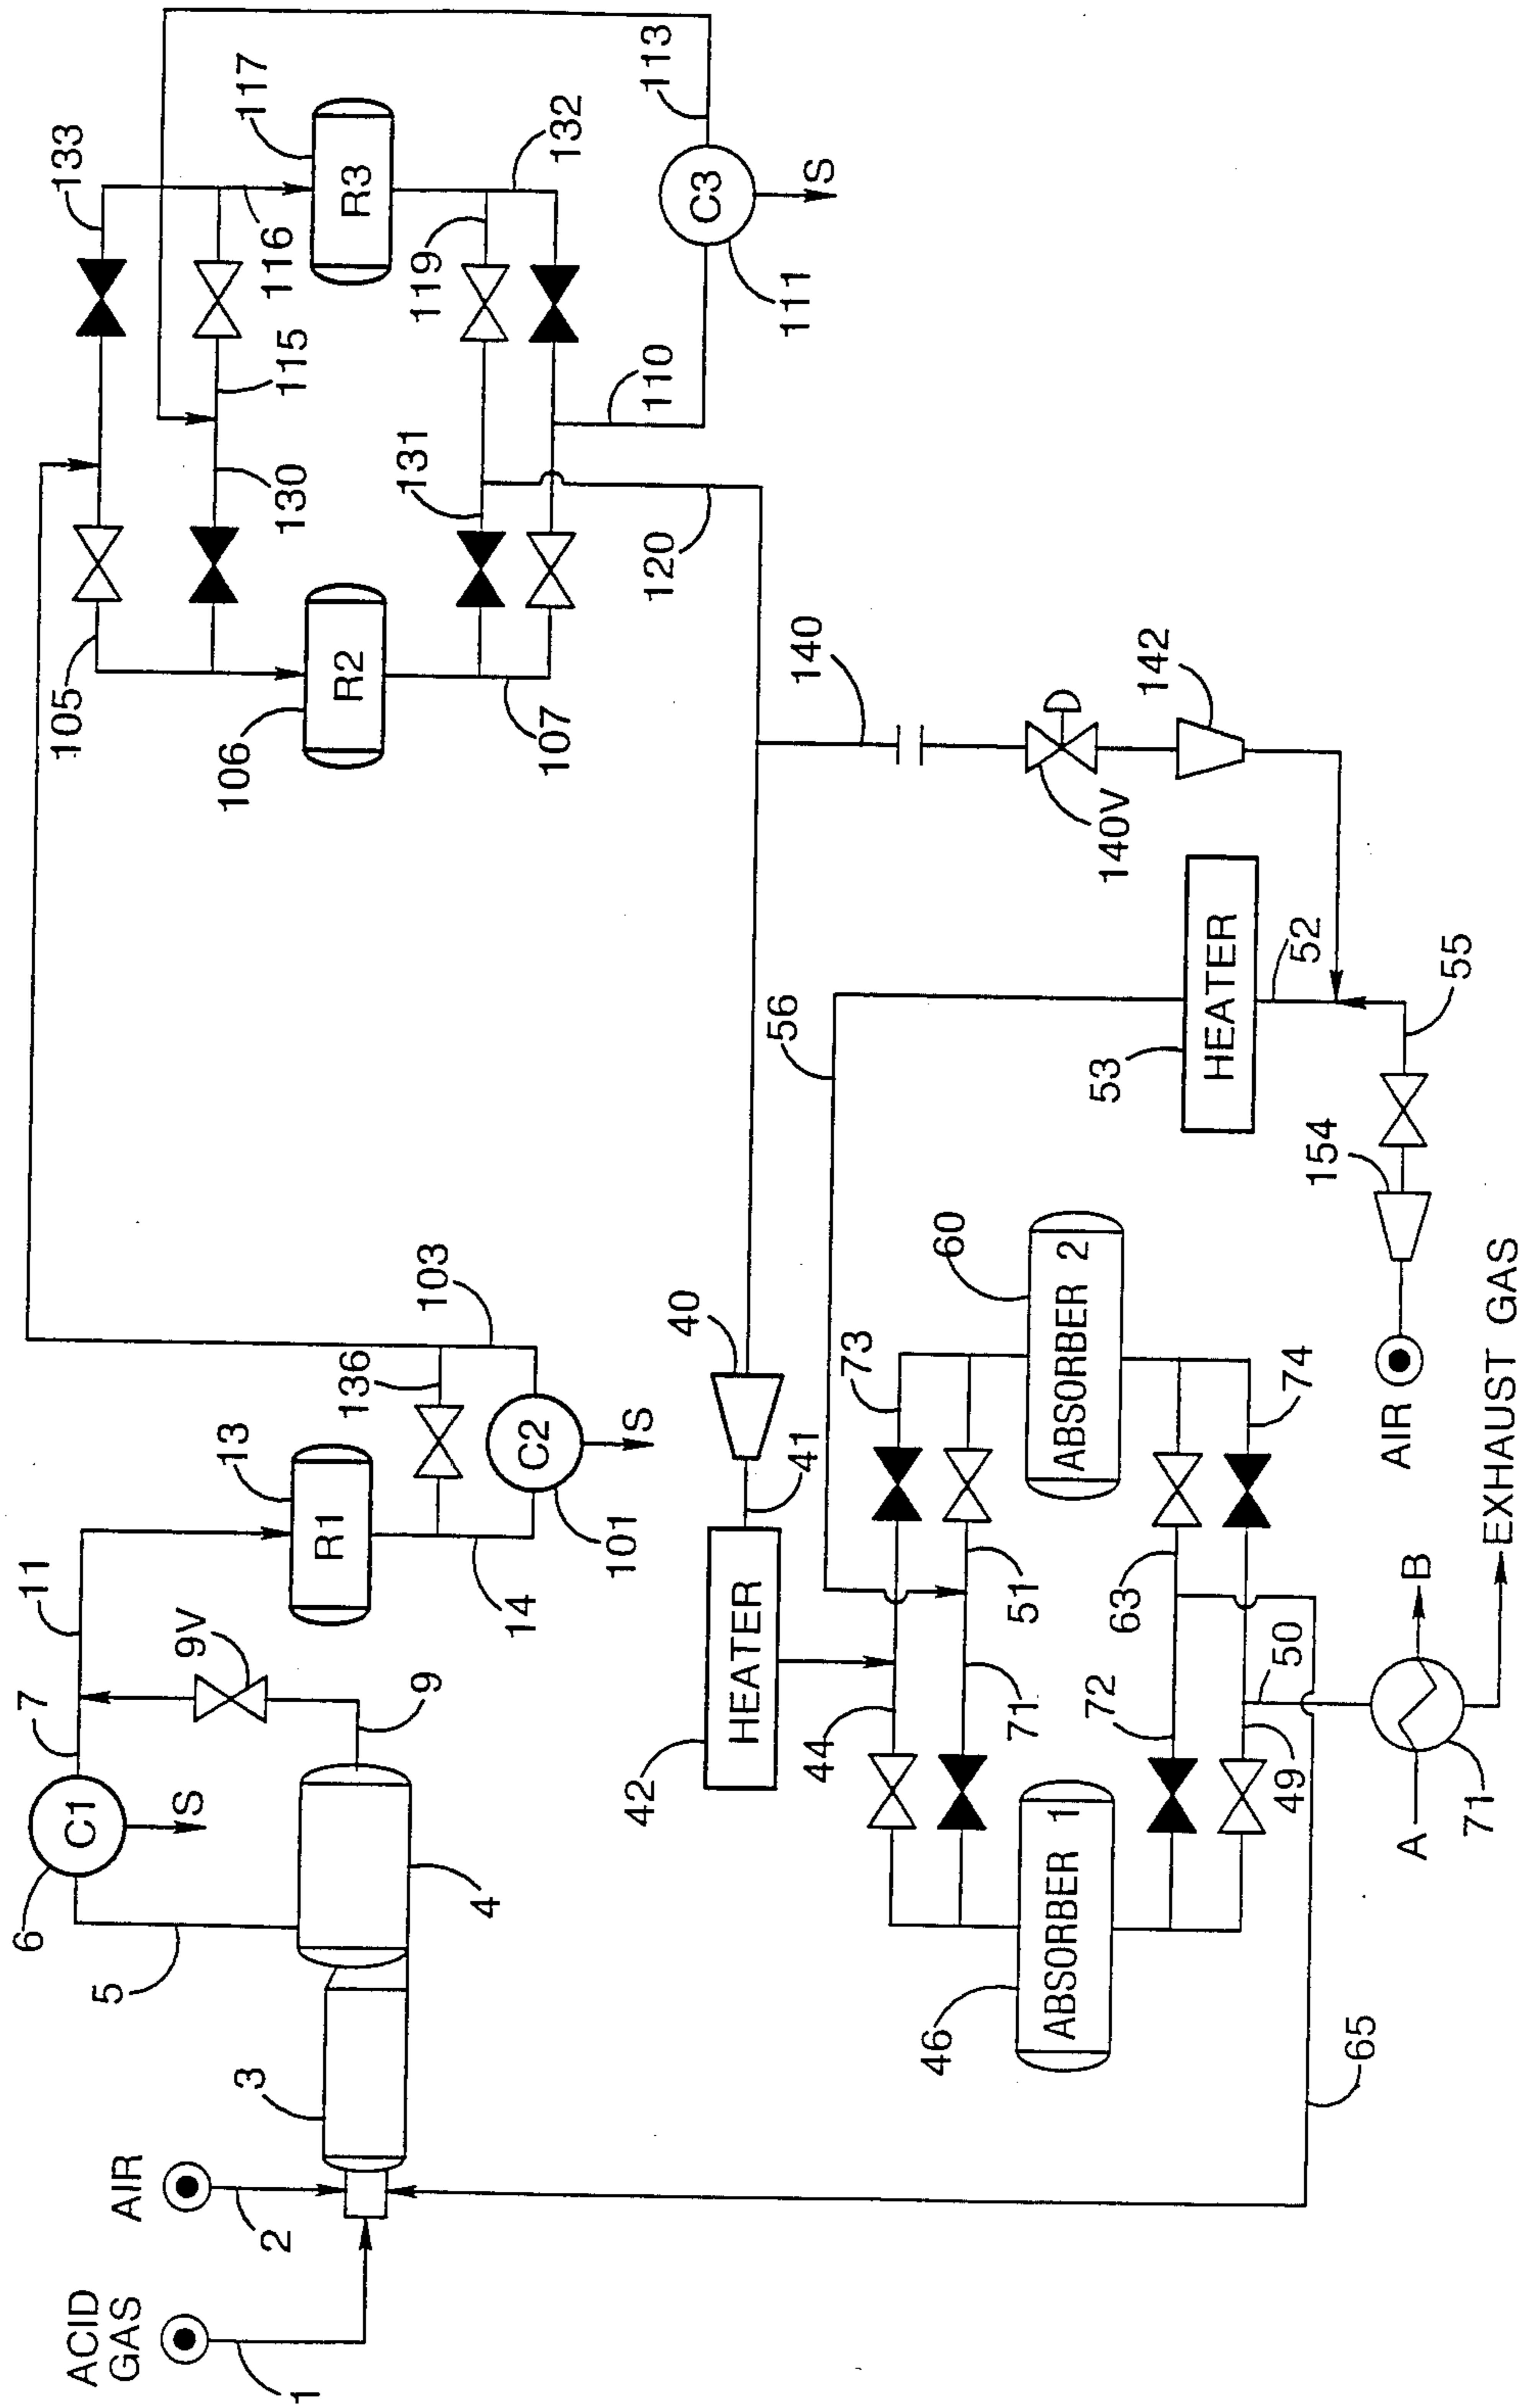 ACID
GAS
1
AIR
2
3
4
5
6
C1
S
7
9
9V
11
R1
13
14
136
C2
S
101
103
105
R2
106
107
133
117
R3
116
115
130
119
132
131
110
C3
S
111
113
120
140
140V
142
HEATER
52
53
55
56
154
AIR
40
41
HEATER
42
44
73
51
71
60
ABSORBER 2
46
ABSORBER 1
63
74
72
49
50
65
A
B
71
EXHAUST GAS